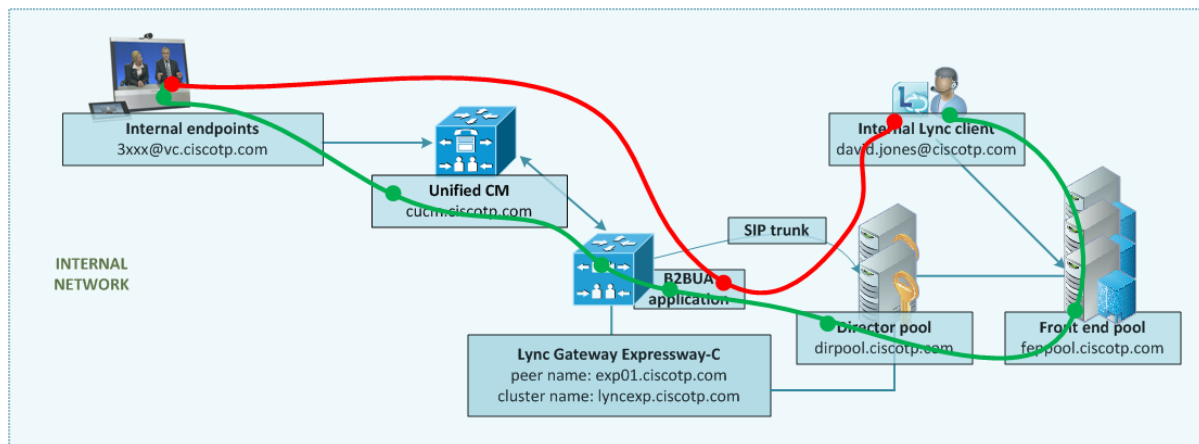 Internal endpoints
3xxx@vc.ciscotp.com
Unified CM
cucm.ciscotp.com
Internal Lync client
david.jones@ciscotp.com
SIP trunk
INTERNAL
NETWORK
B2BUA
application
Director pool
dirpool.ciscotp.com
Front end pool
feppool.ciscotp.com
Lync Gateway Expressway-C
peer name: exp01.ciscotp.com
cluster name: lyncexp.ciscotp.com